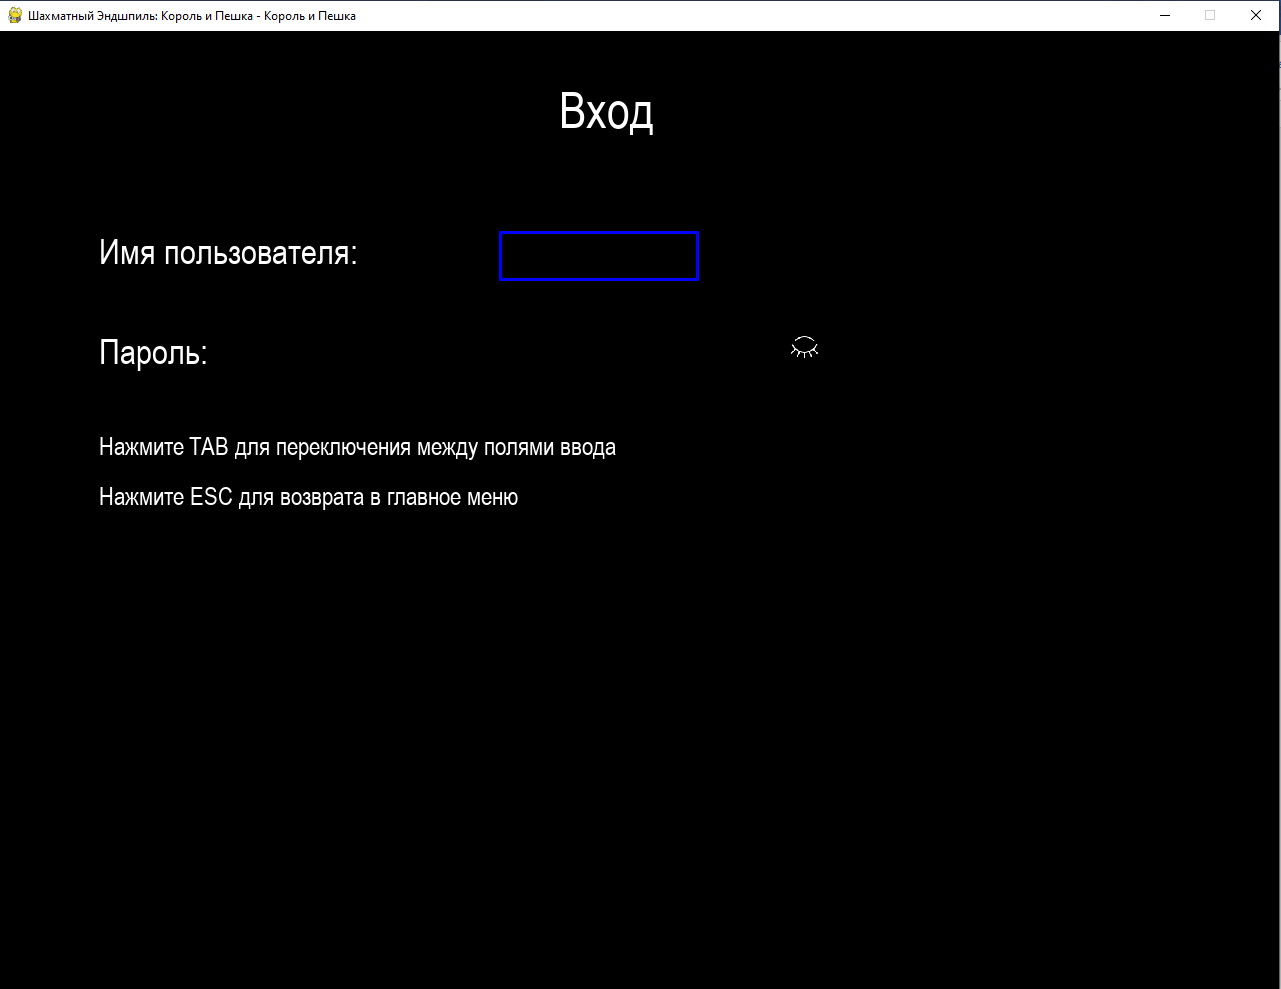 Шахматный Эндшпиль: Король и Пешка - Король и Пешка
Вход
Имя пользователя:
Пароль:
Нажмите TAB для переключения между полями ввода
Нажмите ESC для возврата в главное меню